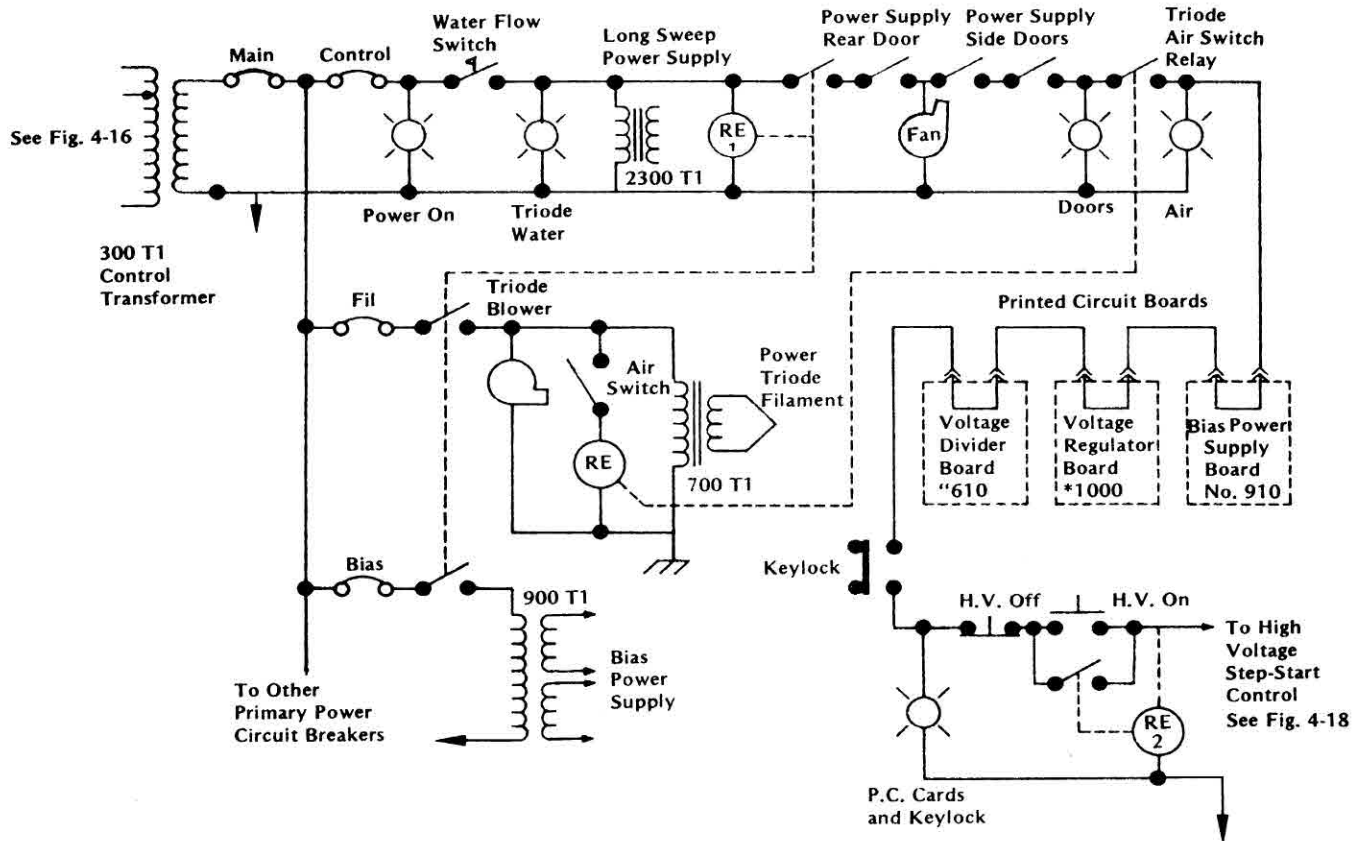 Main
Control
Water Flow
Switch
Long Sweep
Power Supply
Power Supply
Rear Door
Power Supply
Side Doors
Triode
Air Switch
Relay
See Fig. 4-16
RE
1
Fan
2300 T1
Power On
Triode
Water
Doors
Air
300 T1
Control
Transformer
Fil
Triode
Blower
Air
Switch
Power
Triode
Filament
RE
700 T1
Printed Circuit Boards
Voltage
Divider
Board
“610
Voltage
Regulator
Board
*1000
Bias Power
Supply
Board
No. 910
Bias
900 T1
Bias
Power
Supply
To Other
Primary Power
Circuit Breakers
Keylock
H.V. Off
H.V. On
To High
Voltage
Step-Start
Control
See Fig. 4-18
RE
2
P.C. Cards
and Keylock